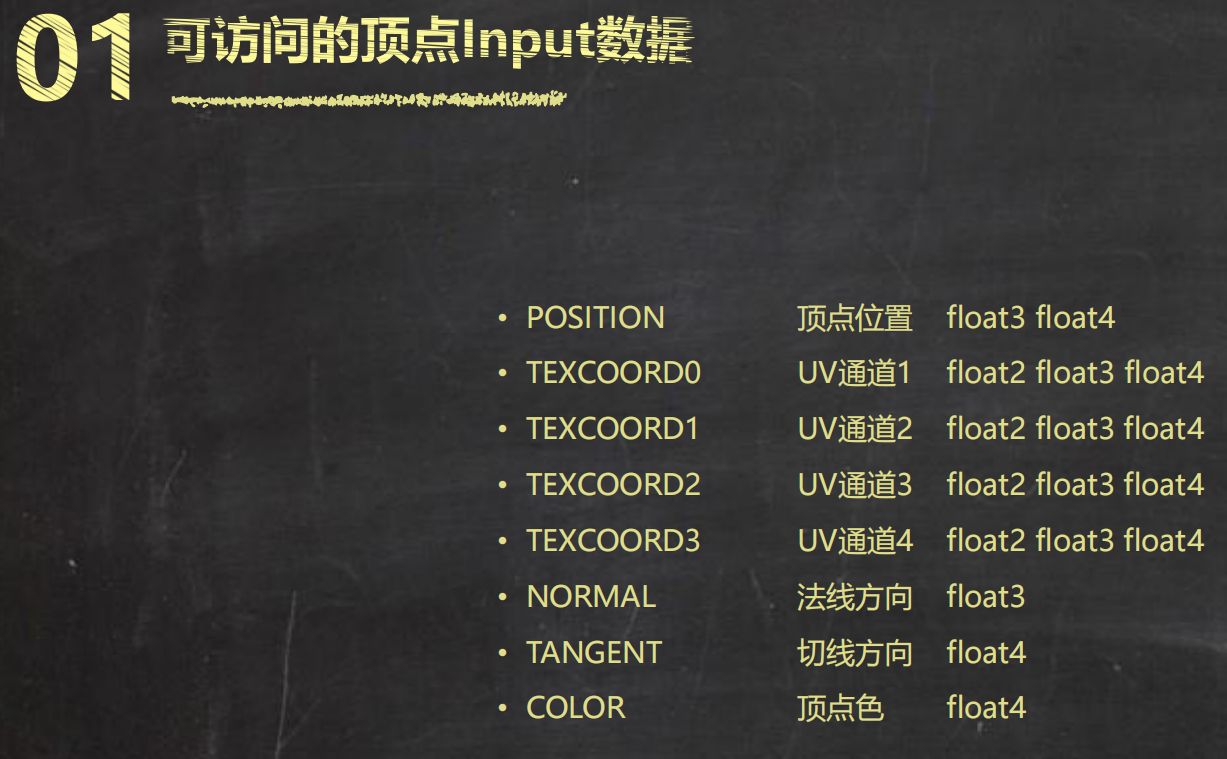 01 可访问的顶点Input数据
• POSITION 顶点位置 float3 float4
• TEXCOORD0 UV通道1 float2 float3 float4
• TEXCOORD1 UV通道2 float2 float3 float4
• TEXCOORD2 UV通道3 float2 float3 float4
• TEXCOORD3 UV通道4 float2 float3 float4
• NORMAL 法线方向 float3
• TANGENT 切线方向 float4
• COLOR 顶点色 float4